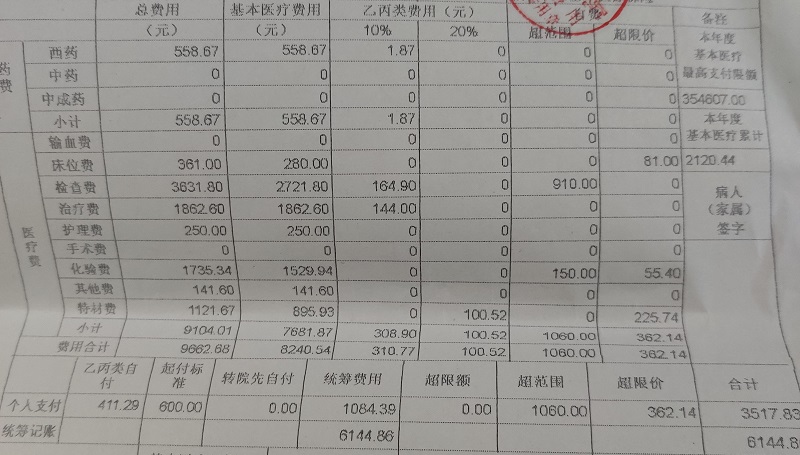 总费用 基本医疗费用 乙丙类费用（元） 备注
（元） （元） 10% 20% 超范围 超限价 本年度
西药 558.67 558.67 1.87 0 0 0 基本医疗
中药 0 0 0 0 0 0 最高支付限额
中成药 0 0 0 0 0 0 354607.00
小计 558.67 558.67 1.87 0 0 0 本年度
输血费 0 0 0 0 0 0 基本医疗累计
床位费 361.00 280.00 0 0 0 81.00 2120.44
检查费 3631.80 2721.80 164.90 0 910.00 0 病人
治疗费 1862.60 1862.60 144.00 0 0 0 （家属）
护理费 250.00 250.00 0 0 0 0 签字
手术费 0 0 0 0 0 0
化验费 1735.34 1529.94 0 0 150.00 55.40
其他费 141.60 141.60 0 0 0 0
特材费 1121.67 895.93 0 100.52 0 225.74
小计 9104.01 7681.87 308.90 100.52 1060.00 362.14
费用合计 9662.68 8240.54 310.77 100.52 1060.00 362.14
药费
医疗费
乙丙类自付 起付标准 转院先自付 统筹费用 超限额 超范围 超限价 合计
个人支付 411.29 600.00 0.00 1084.39 0.00 1060.00 362.14 3517.83
统筹记账 6144.86 6144.86